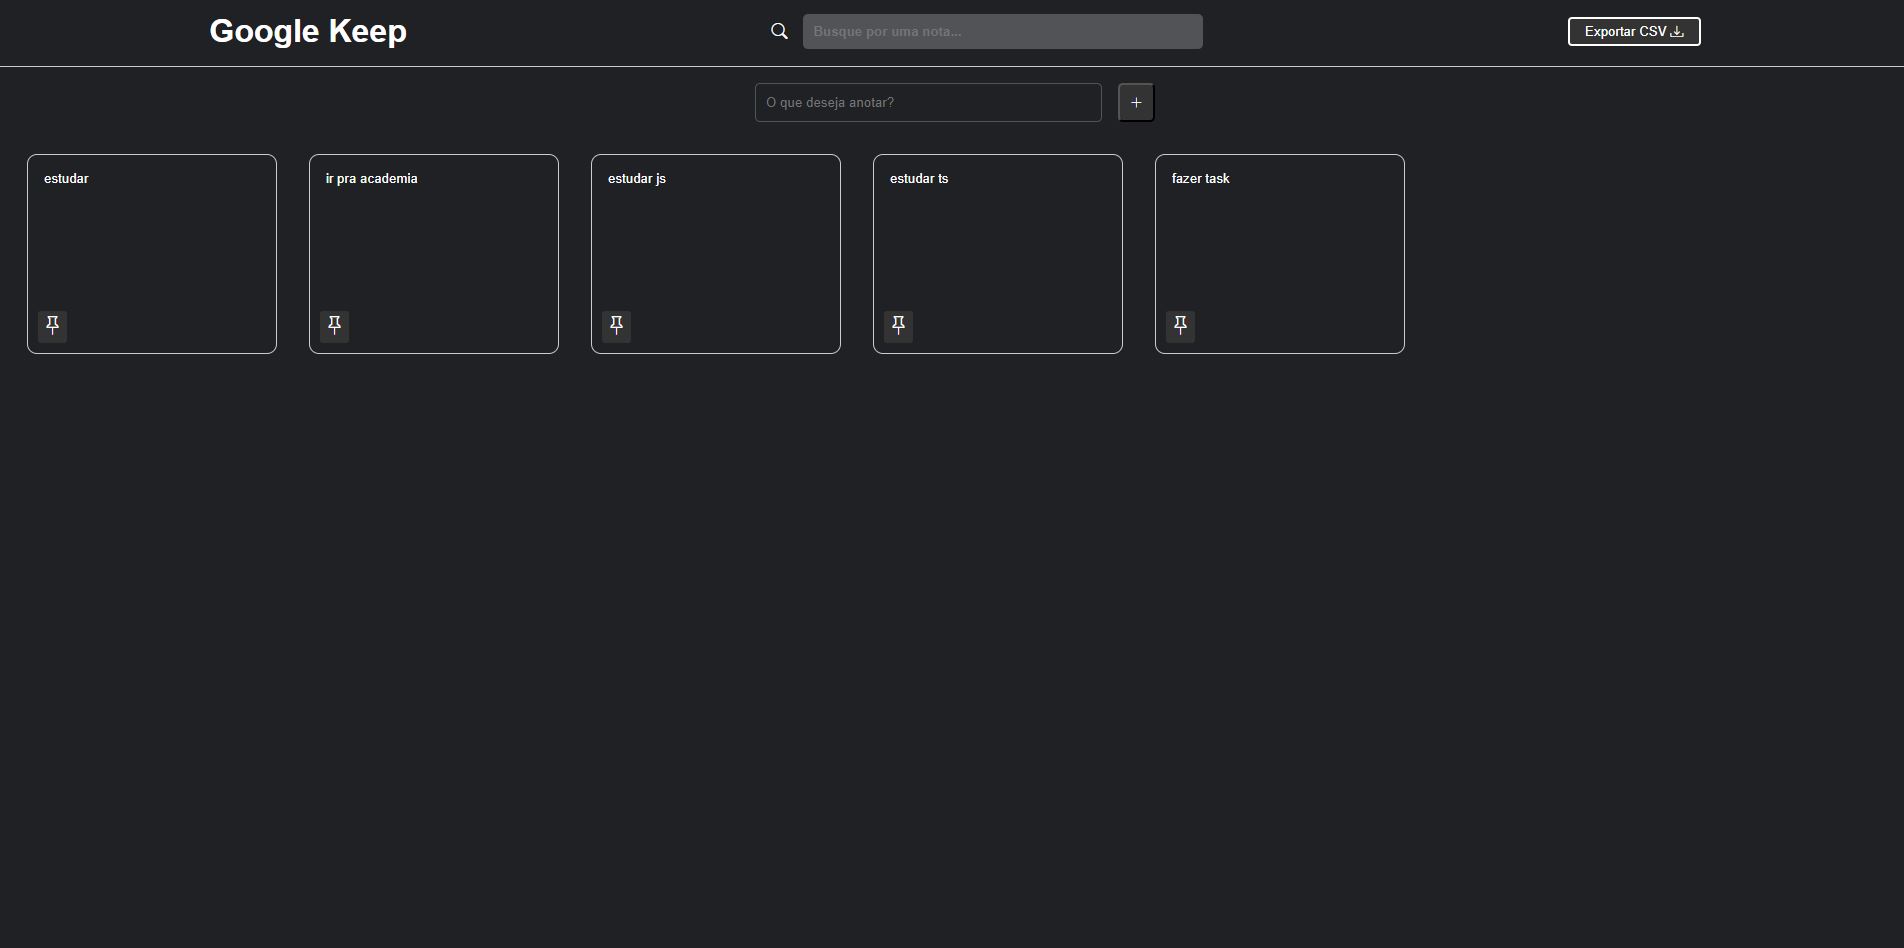 Google Keep
Busque por uma nota...
Exportar CSV
O que deseja anotar?
+
estudar
ir pra academia
estudar js
estudar ts
fazer task